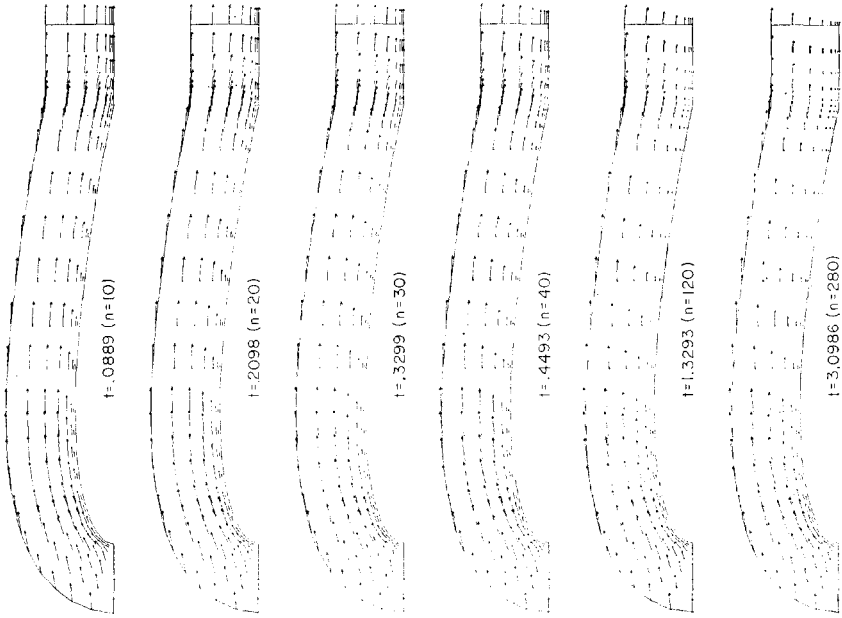 t=.0889 (n=10)
t=.2098 (n=20)
t=.3299 (n=30)
t=.4493 (n=40)
t=1.3293 (n=120)
t=3.0986 (n=280)